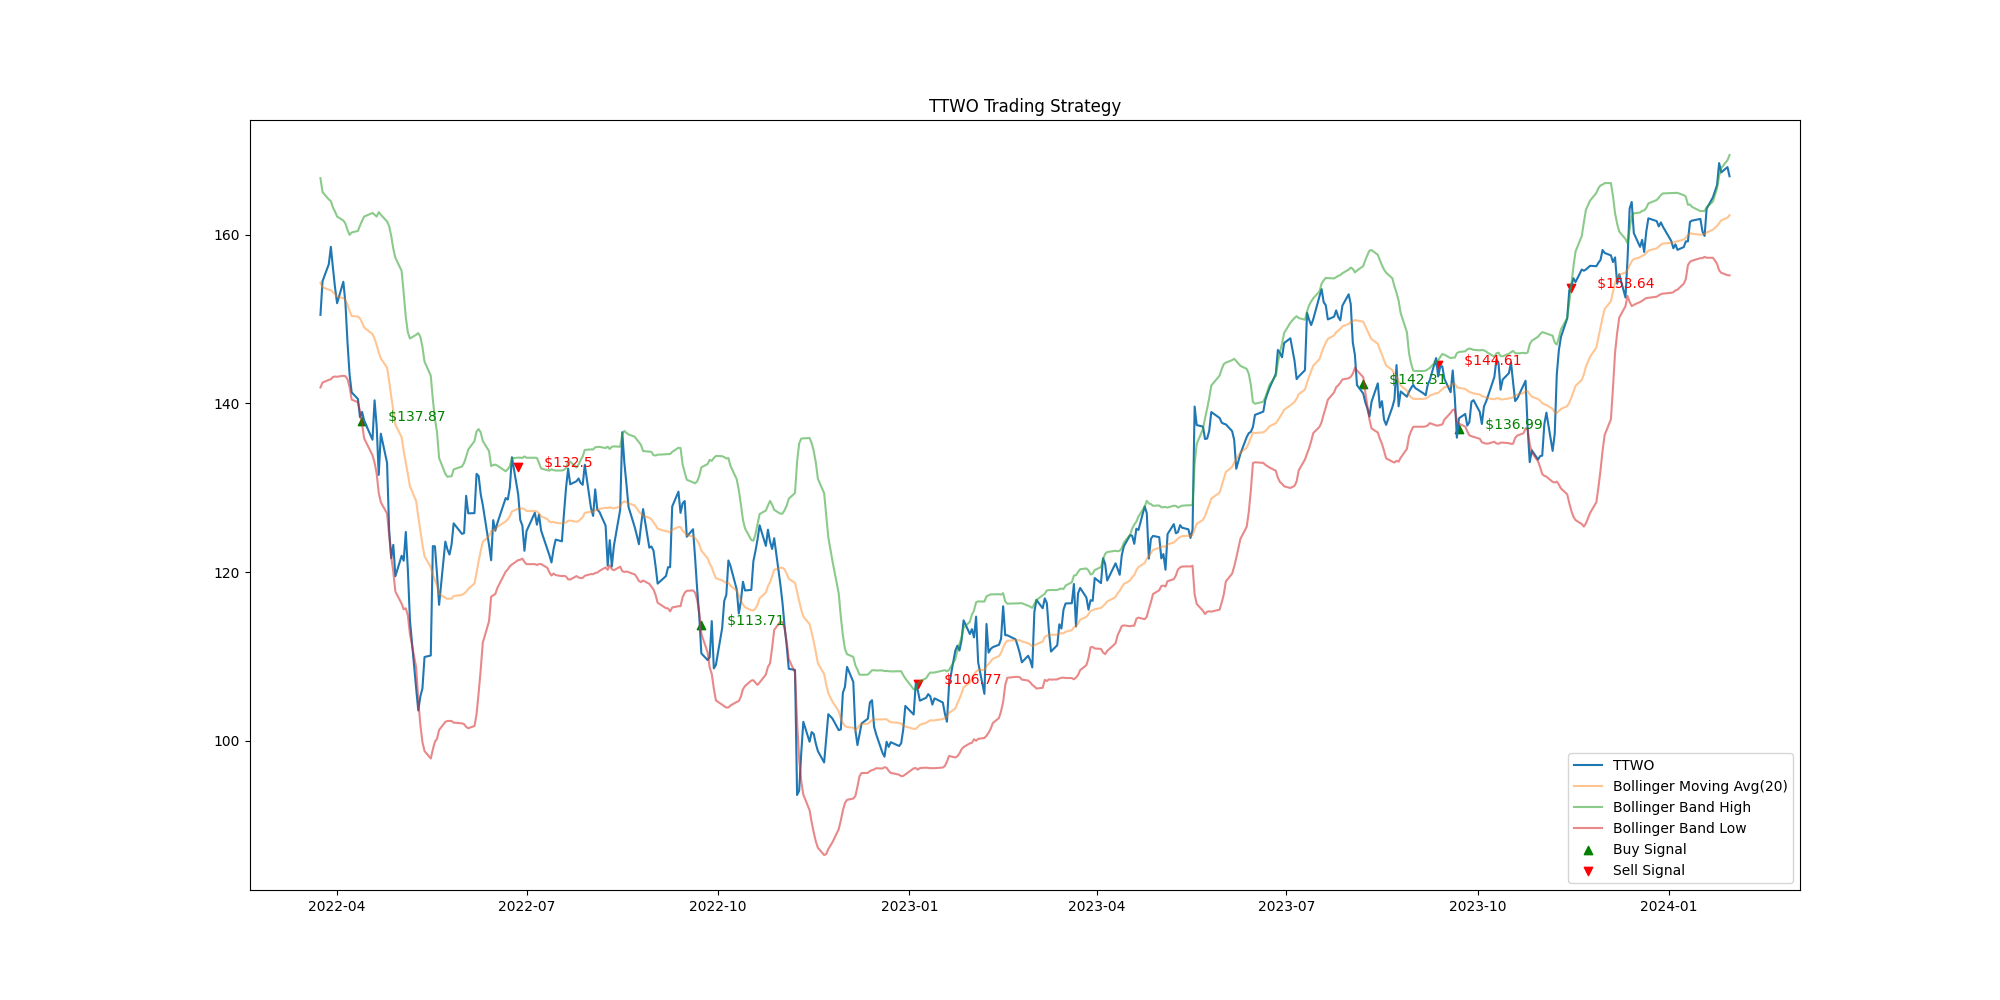 TTWO Trading Strategy
160
140
120
100
$137.87
$132.5
$113.71
$106.77
$142.31
$144.61
$136.99
$153.64
2022-04
2022-07
2022-10
2023-01
2023-04
2023-07
2023-10
2024-01
TTWO
Bollinger Moving Avg(20)
Bollinger Band High
Bollinger Band Low
Buy Signal
Sell Signal